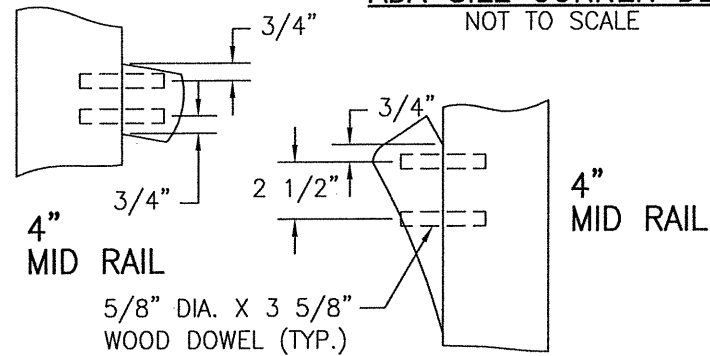 NOT TO SCALE
3/4"
3/4"
3/4"
2 1/2"
4"
MID RAIL
4"
MID RAIL
5/8" DIA. X 3 5/8"
WOOD DOWEL (TYP.)